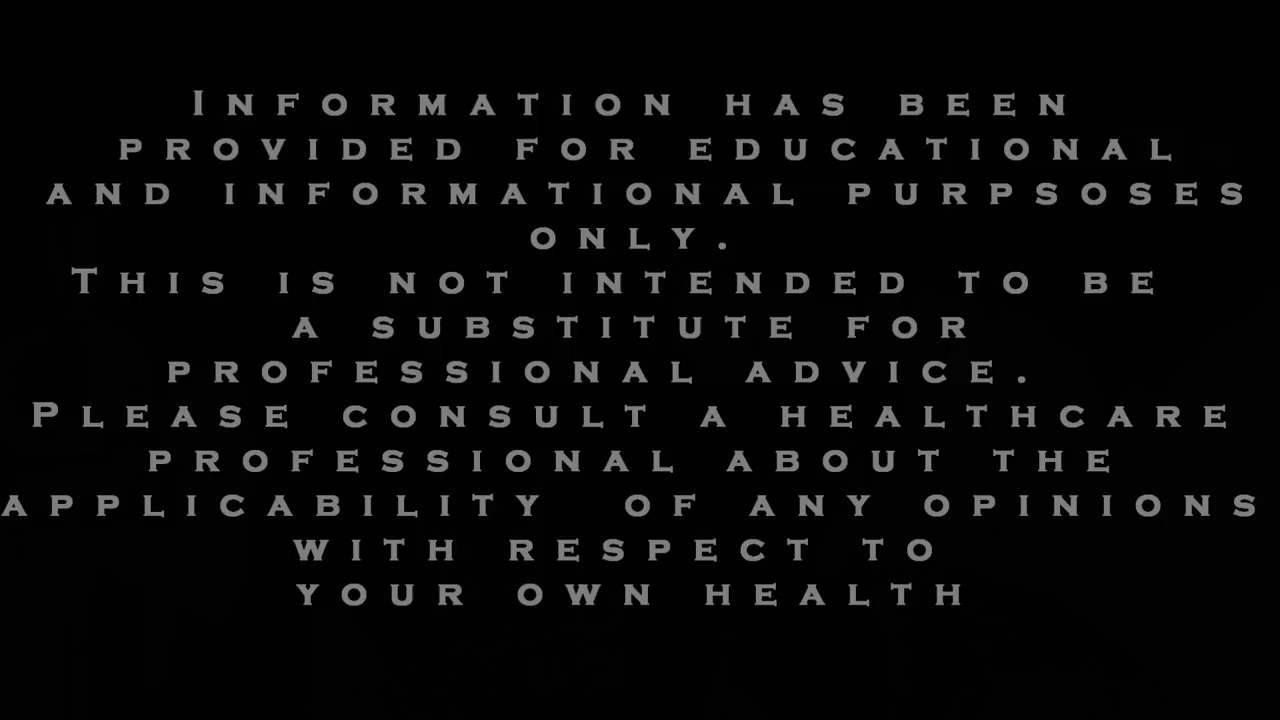 Information has been
provided for educational
and informational purpsoses
only.
This is not intended to be
a substitute for
professional advice.
Please consult a healthcare
professional about the
applicability of any opinions
with respect to
your own health